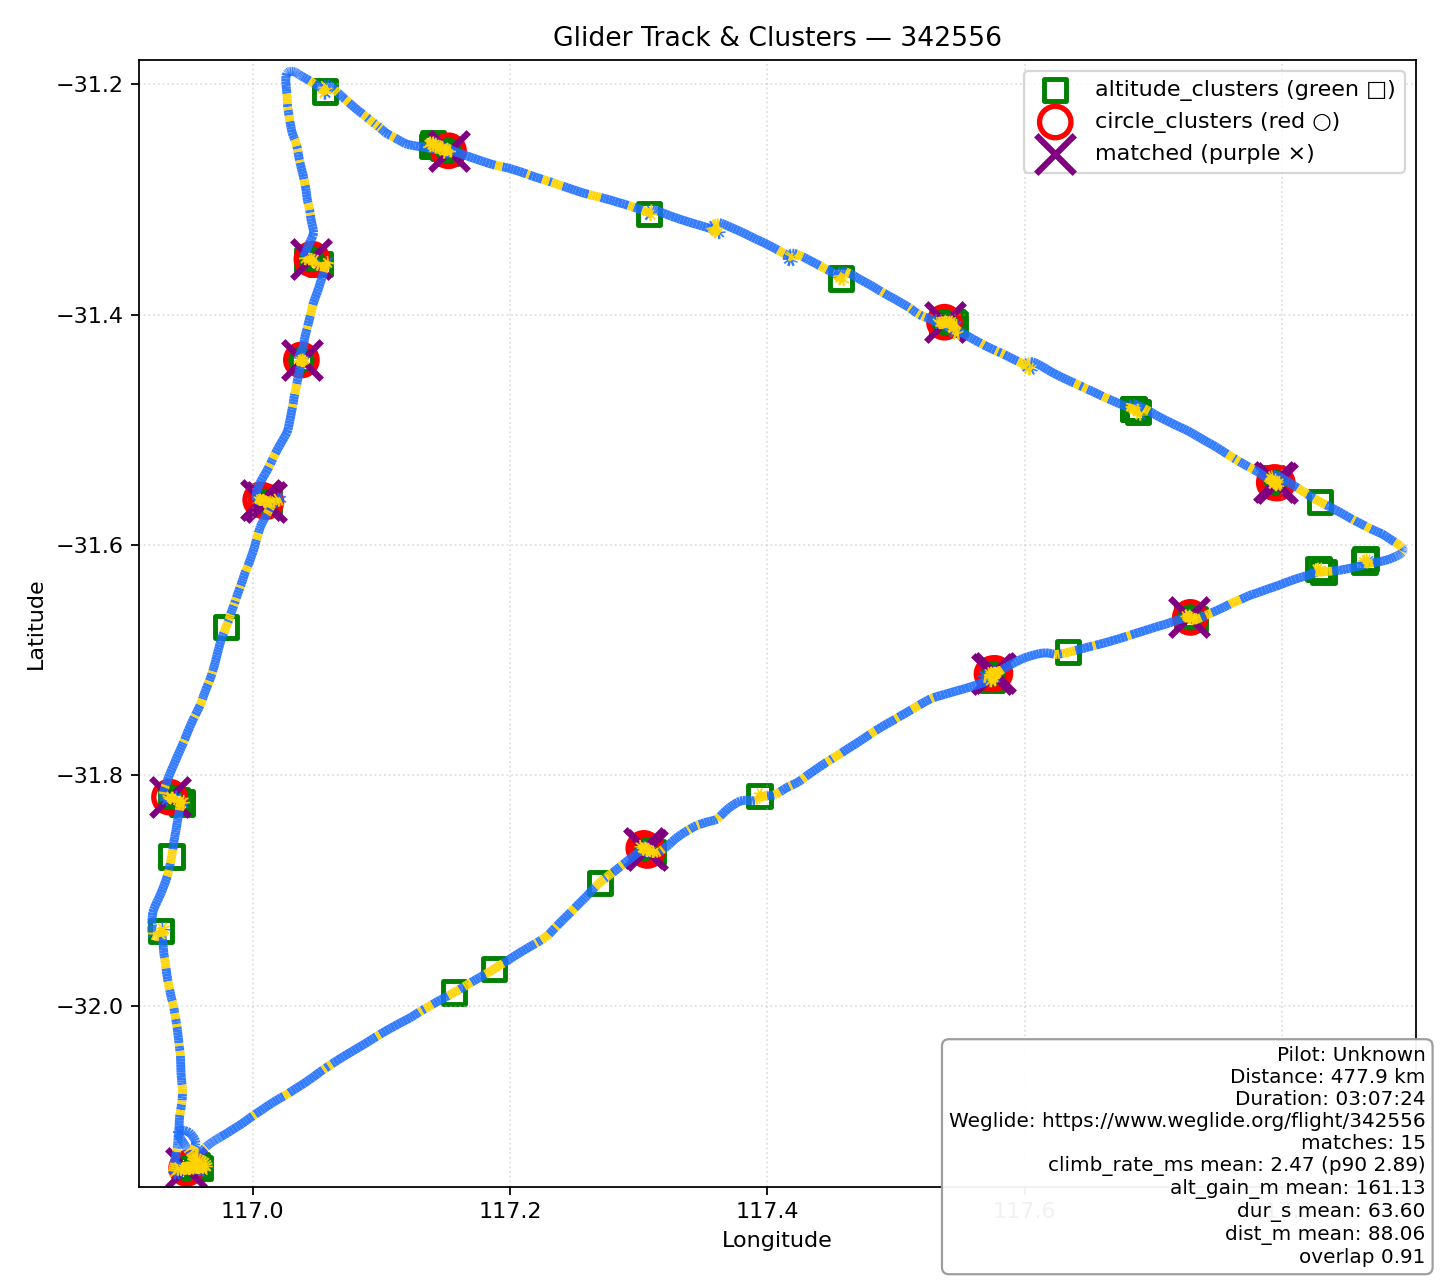 Glider Track & Clusters — 342556
altitude_clusters (green □)
circle_clusters (red ○)
matched (purple ×)
−31.2
−31.4
−31.6
−31.8
−32.0
Latitude
117.0
117.2
117.4
117.6
Longitude
Pilot: Unknown
Distance: 477.9 km
Duration: 03:07:24
Weglide: https://www.weglide.org/flight/342556
matches: 15
climb_rate_ms mean: 2.47 (p90 2.89)
alt_gain_m mean: 161.13
dur_s mean: 63.60
dist_m mean: 88.06
overlap 0.91